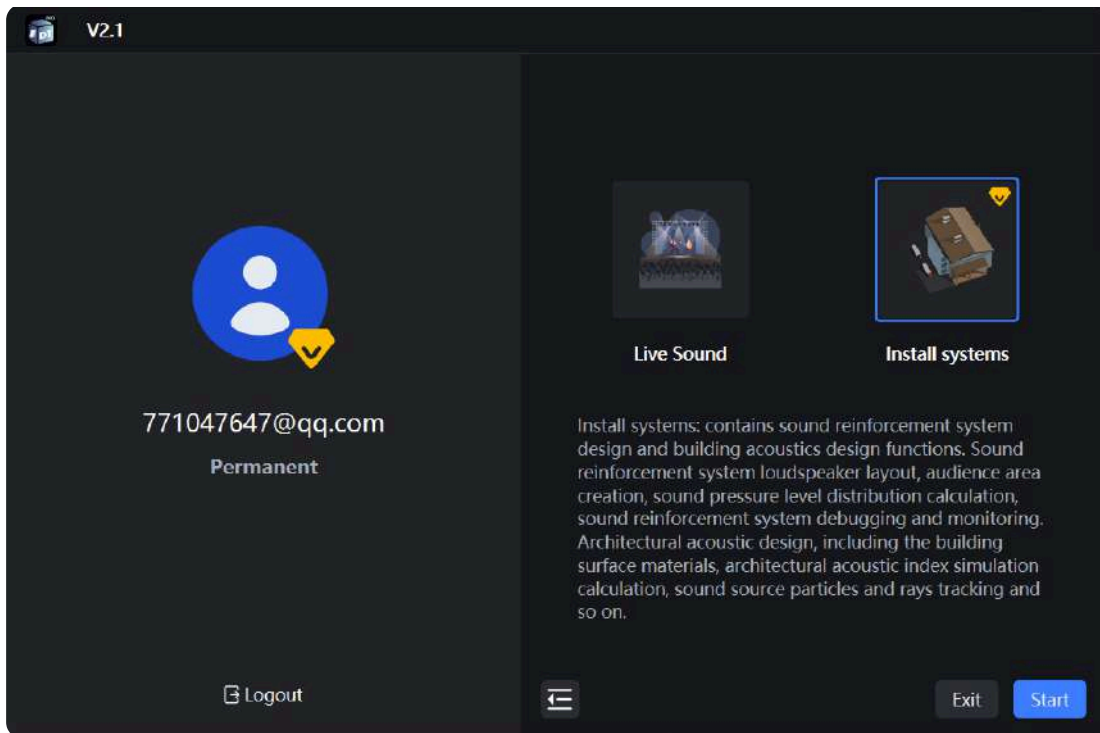 V2.1
771047647@qq.com
Permanent
Logout
Live Sound
Install systems
Install systems: contains sound reinforcement system
design and building acoustics design functions. Sound
reinforcement system loudspeaker layout, audience area
creation, sound pressure level distribution calculation,
sound reinforcement system debugging and monitoring.
Architectural acoustic design, including the building
surface materials, architectural acoustic index simulation
calculation, sound source particles and rays tracking and
so on.
Exit
Start